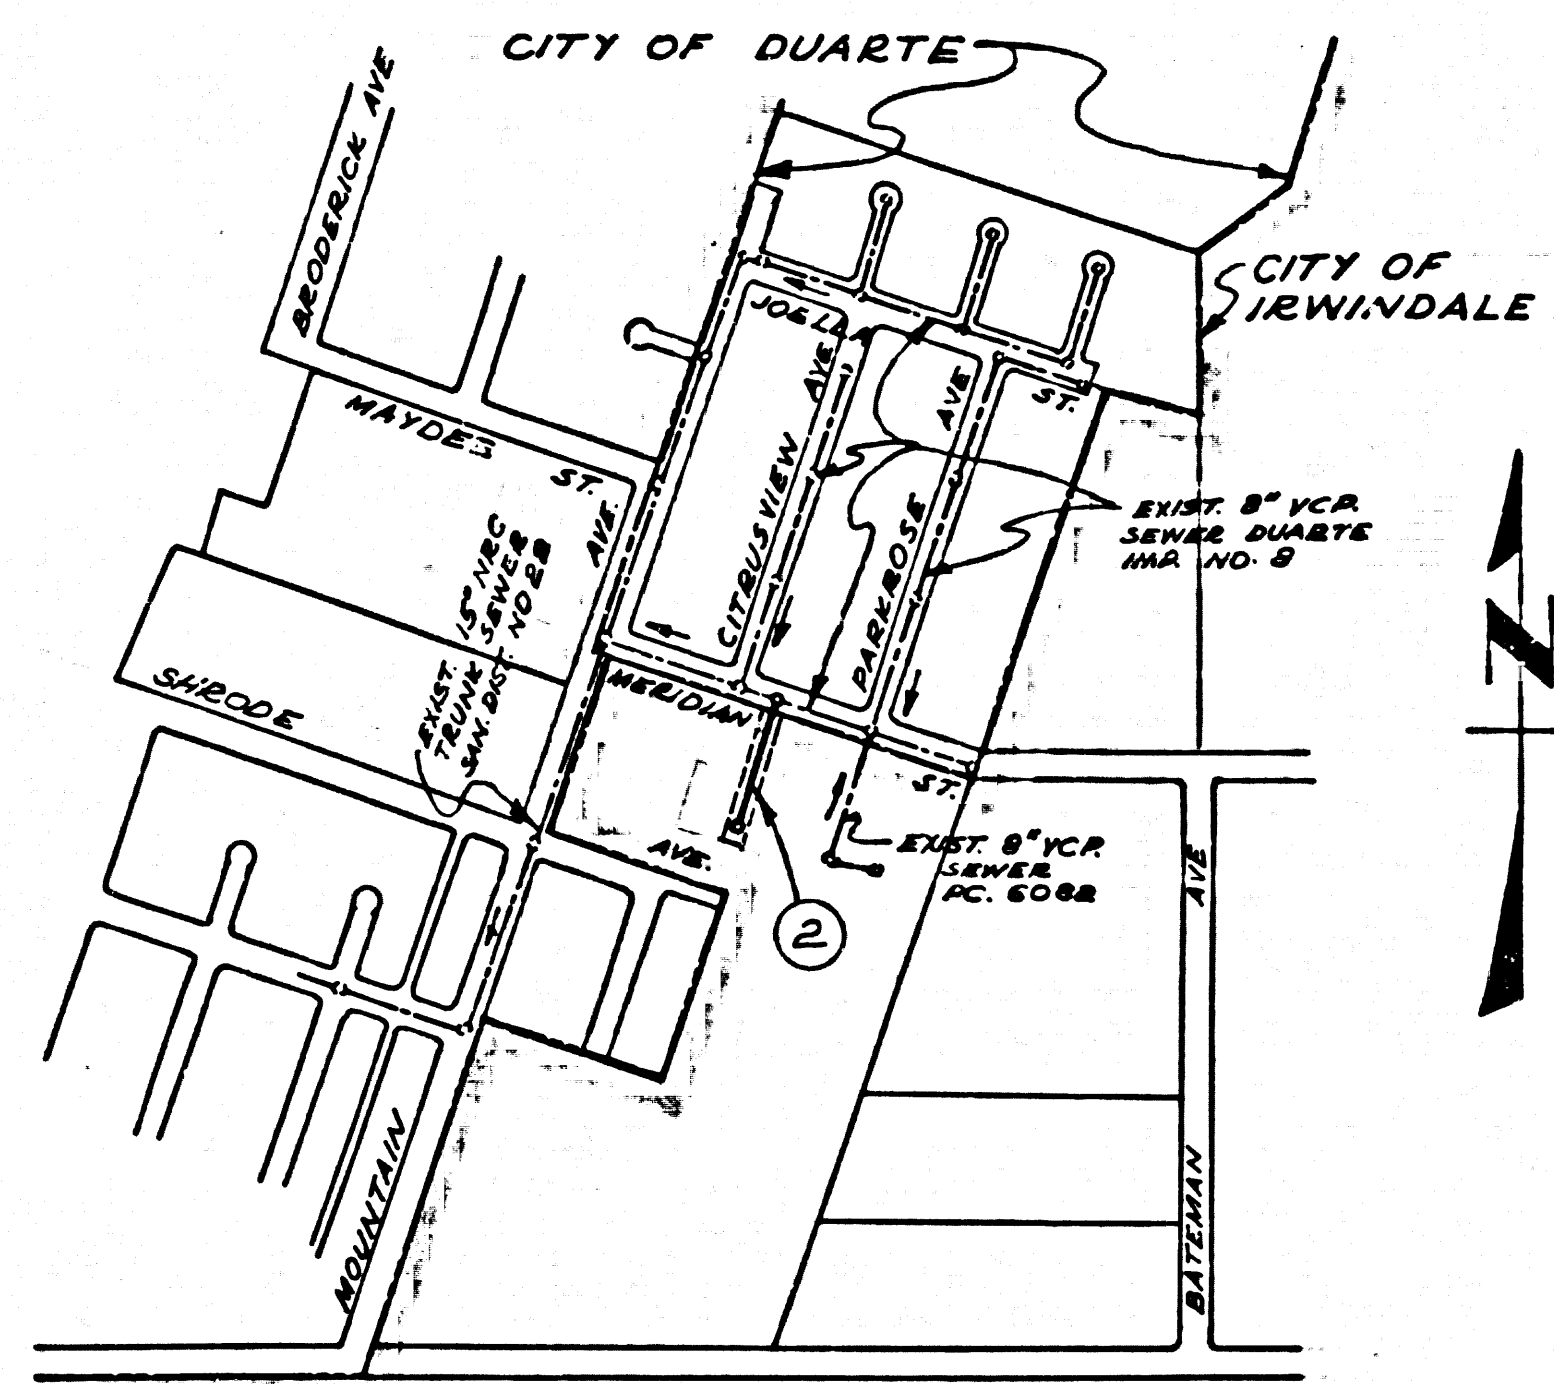 CITY OF DUARTE
BRODERICK AVE
CITY OF
IRWINDALE
JOELLA
ST.
MAYDEE
ST.
AVE.
CITRUSVIEW AVE
PARKROSE AVE
EXIST. 8" VCP.
SEWER DUARTE
IMP. NO. 8
EXIST. 15" NRC
TRUNK SEWER
SAN. DIST. NO 22
N
SHRODE
AVE.
MERIDIAN
ST.
EXIST. 8" VCP.
SEWER
PC. 6082
2
MOUNTAIN
BATEMAN AVE